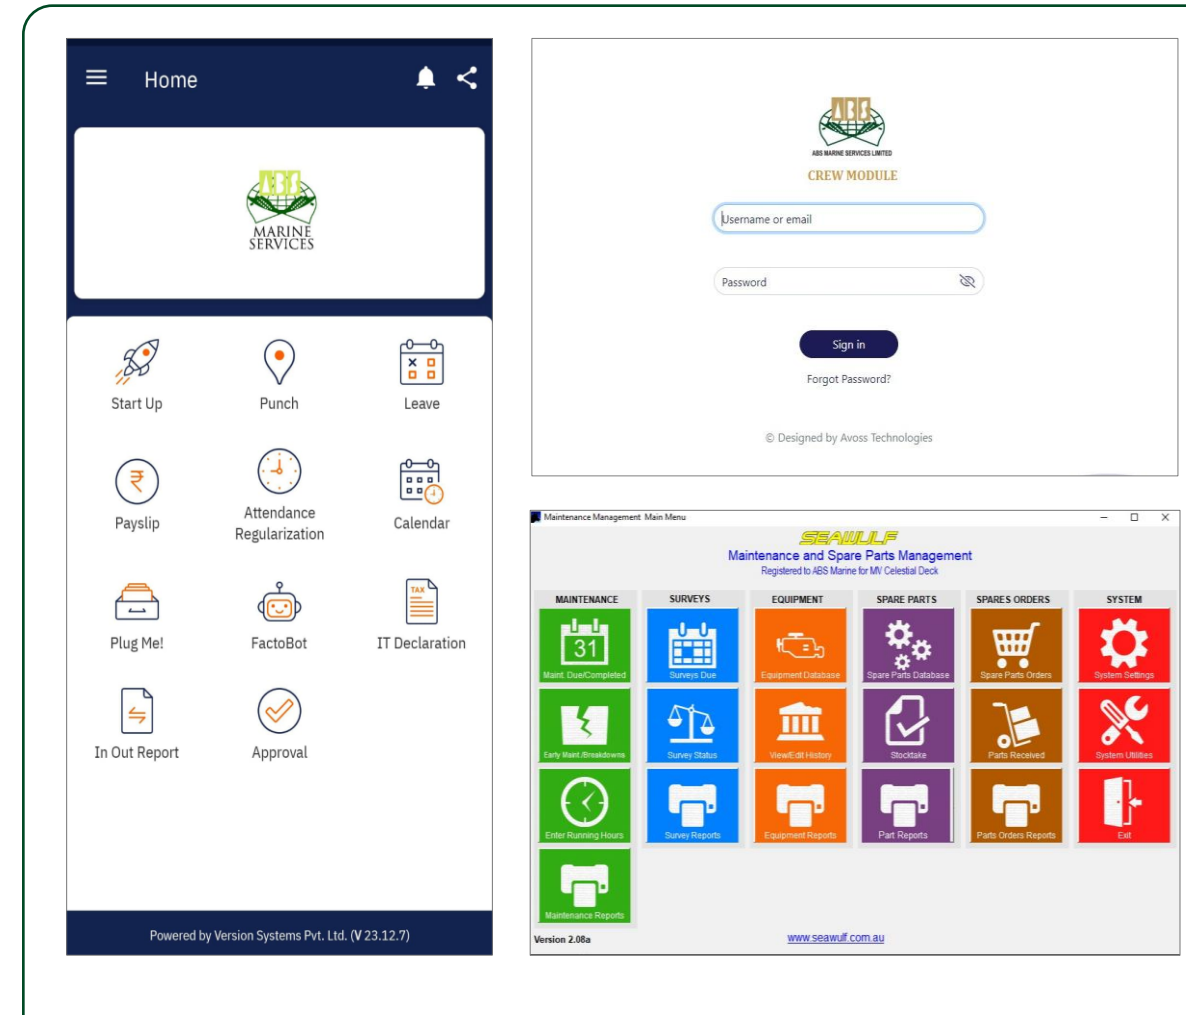 Home
ABS
MARINE
SERVICES
Start Up
Punch
Leave
Payslip
Attendance
Regularization
Calendar
Plug Me!
FactoBot
TAX
IT Declaration
In Out Report
Approval
Powered by Version Systems Pvt. Ltd. (V 23.12.7)
ABS
ABS MARINE SERVICES LIMITED
CREW MODULE
Username or email
Password
Sign in
Forgot Password?
© Designed by Avoss Technologies
Maintenance Management Main Menu
SEAWULF
Maintenance and Spare Parts Management
Registered to ABS Marine for MV Celestial Deck
MAINTENANCE SURVEYS EQUIPMENT SPARE PARTS SPARES ORDERS SYSTEM
31
Maint. Due/Completed Surveys Due Equipment Database Spare Parts Database Spare Parts Orders System Settings
Early Maint./Breakdowns Survey Status View/Edit History Stocktake Parts Received System Utilities
Enter Running Hours Survey Reports Equipment Reports Part Reports Parts Orders Reports Exit
Maintenance Reports
Version 2.08a
www.seawulf.com.au